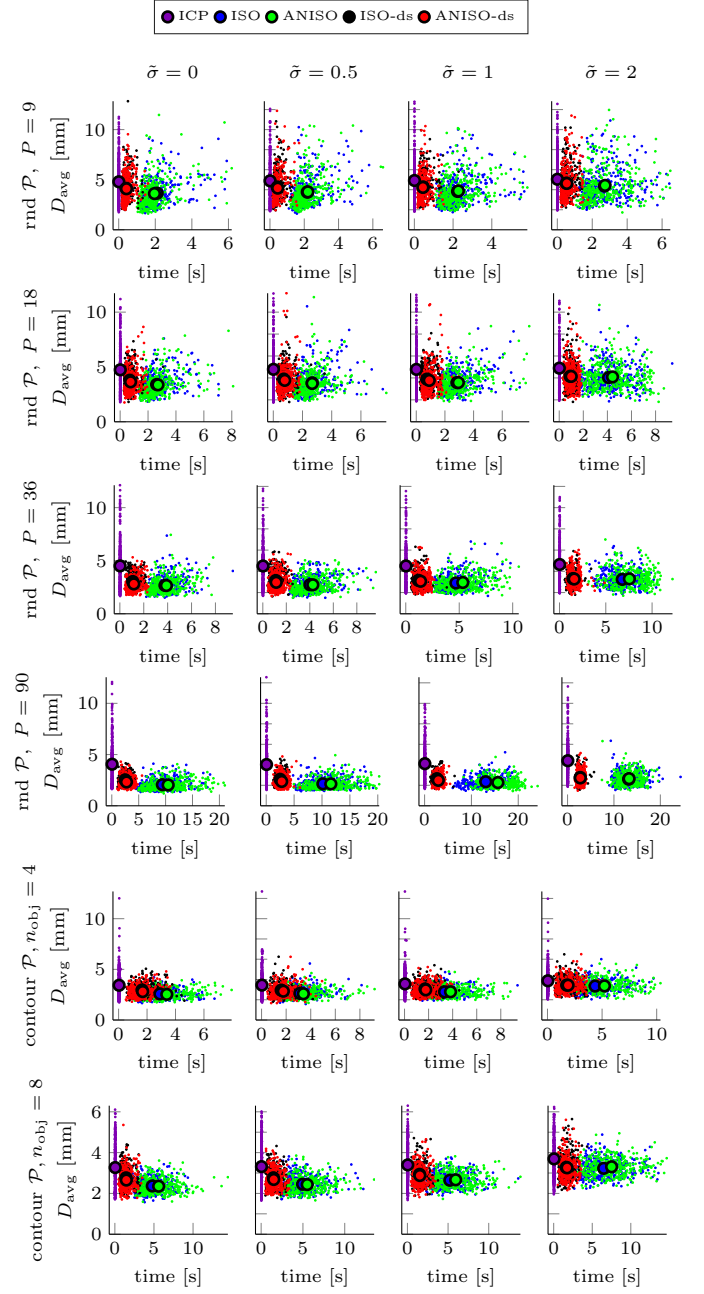 ICP ISO ANISO ISO-ds ANISO-ds
σ̃ = 0 σ̃ = 0.5 σ̃ = 1 σ̃ = 2
rnd 𝒫, P = 9
D_avg [mm]
10
5
0
0 2 4 6 0 2 4 6 0 2 4 0 2 4 6
time [s] time [s] time [s] time [s]
rnd 𝒫, P = 18
D_avg [mm]
10
5
0
0 2 4 6 8 0 2 4 6 0 2 4 6 0 2 4 6 8
time [s] time [s] time [s] time [s]
rnd 𝒫, P = 36
D_avg [mm]
10
5
0
0 2 4 6 8 0 2 4 6 8 0 5 10 0 5 10
time [s] time [s] time [s] time [s]
rnd 𝒫, P = 90
D_avg [mm]
10
5
0
0 5 10 15 20 0 5 10 15 20 0 10 20 0 10 20
time [s] time [s] time [s] time [s]
contour 𝒫, n_obj = 4
D_avg [mm]
10
5
0
0 2 4 6 0 2 4 6 8 0 2 4 6 8 0 5 10
time [s] time [s] time [s] time [s]
contour 𝒫, n_obj = 8
D_avg [mm]
6
4
2
0
0 5 10 0 5 10 0 5 10 0 5 10
time [s] time [s] time [s] time [s]